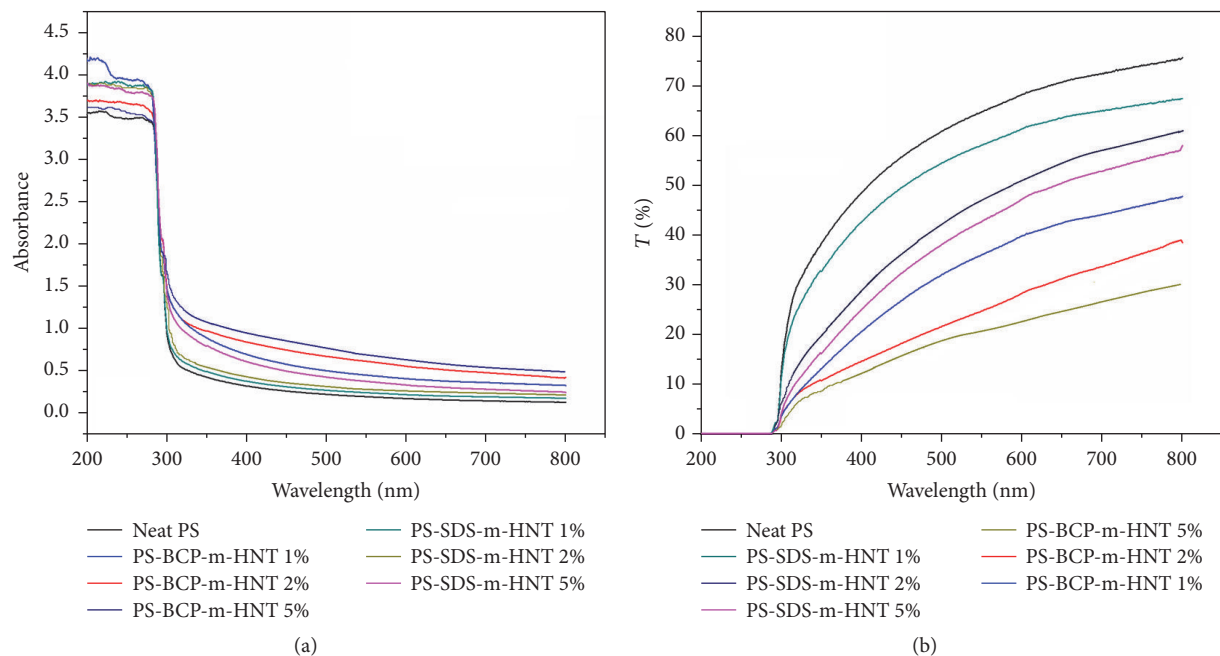 4.5
4.0
3.5
3.0
2.5
2.0
1.5
1.0
0.5
0.0
Absorbance
200 300 400 500 600 700 800
Wavelength (nm)
Neat PS
PS-BCP-m-HNT 1%
PS-BCP-m-HNT 2%
PS-BCP-m-HNT 5%
PS-SDS-m-HNT 1%
PS-SDS-m-HNT 2%
PS-SDS-m-HNT 5%
(a)
80
70
60
50
40
30
20
10
0
T (%)
200 300 400 500 600 700 800
Wavelength (nm)
Neat PS
PS-SDS-m-HNT 1%
PS-SDS-m-HNT 2%
PS-SDS-m-HNT 5%
PS-BCP-m-HNT 5%
PS-BCP-m-HNT 2%
PS-BCP-m-HNT 1%
(b)